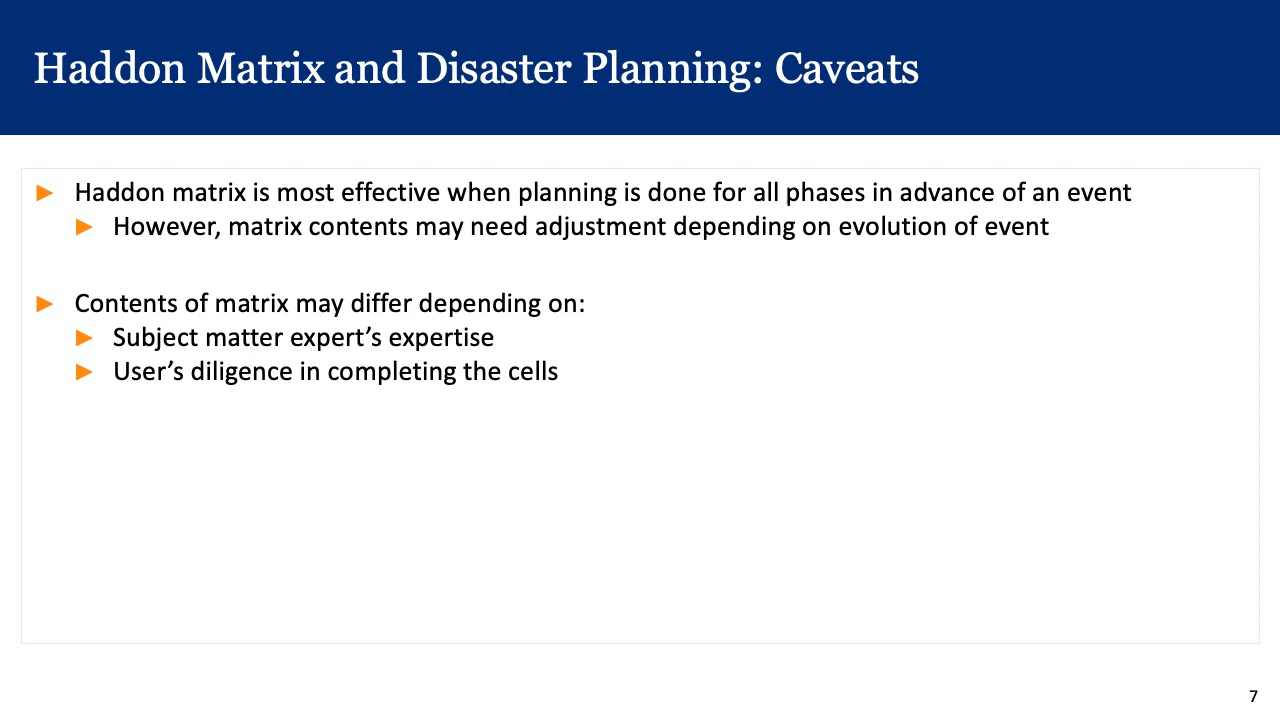 Haddon Matrix and Disaster Planning: Caveats
► Haddon matrix is most effective when planning is done for all phases in advance of an event
► However, matrix contents may need adjustment depending on evolution of event
► Contents of matrix may differ depending on:
► Subject matter expert’s expertise
► User’s diligence in completing the cells
7